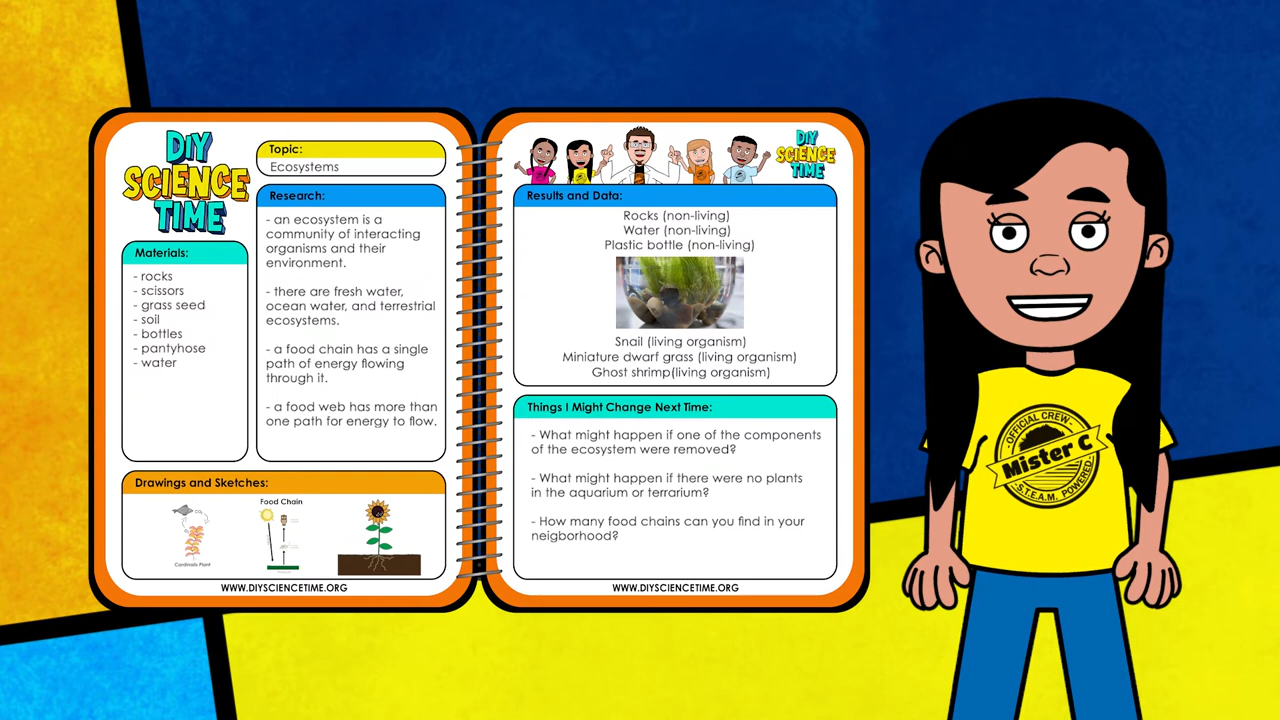 DIY
SCIENCE
TIME
Topic:
Ecosystems
Materials:
- rocks
- scissors
- grass seed
- soil
- bottles
- pantyhose
- water
Research:
- an ecosystem is a
community of interacting
organisms and their
environment.
- there are fresh water,
ocean water, and terrestrial
ecosystems.
- a food chain has a single
path of energy flowing
through it.
- a food web has more than
one path for energy to flow.
Drawings and Sketches:
Cardinalis Plant
Food Chain
WWW.DIYSCIENCETIME.ORG
DIY
SCIENCE
TIME
Results and Data:
Rocks (non-living)
Water (non-living)
Plastic bottle (non-living)
Snail (living organism)
Miniature dwarf grass (living organism)
Ghost shrimp(living organism)
Things I Might Change Next Time:
- What might happen if one of the components
of the ecosystem were removed?
- What might happen if there were no plants
in the aquarium or terrarium?
- How many food chains can you find in your
neigborhood?
WWW.DIYSCIENCETIME.ORG
OFFICIAL CREW
Mister C
S.T.E.A.M. POWERED